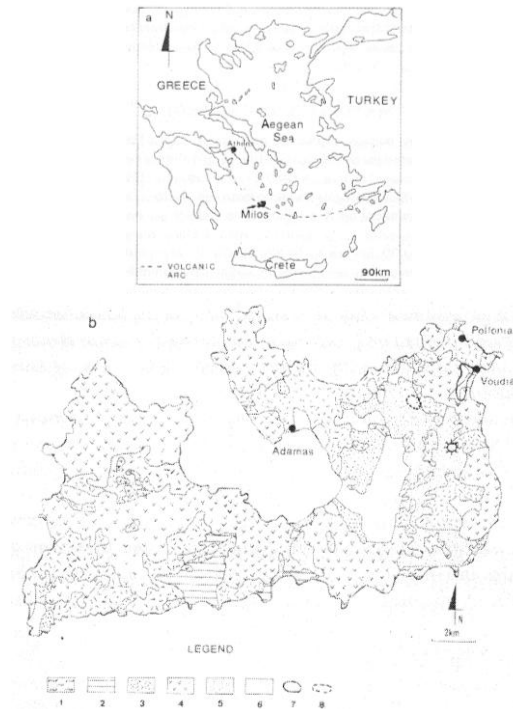 a
N
GREECE
TURKEY
Aegean
Sea
Athens
Milos
Crete
VOLCANIC
ARC
90km
b
Pollonia
Voudia
Adamas
N
2km
LEGEND
1 2 3 4 5 6 7 8